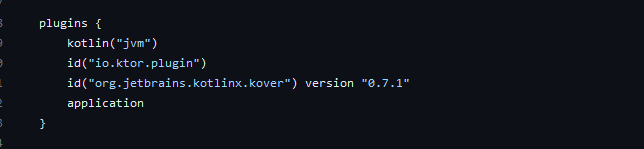 plugins {
kotlin("jvm")
id("io.ktor.plugin")
id("org.jetbrains.kotlinx.kover") version "0.7.1"
application
}